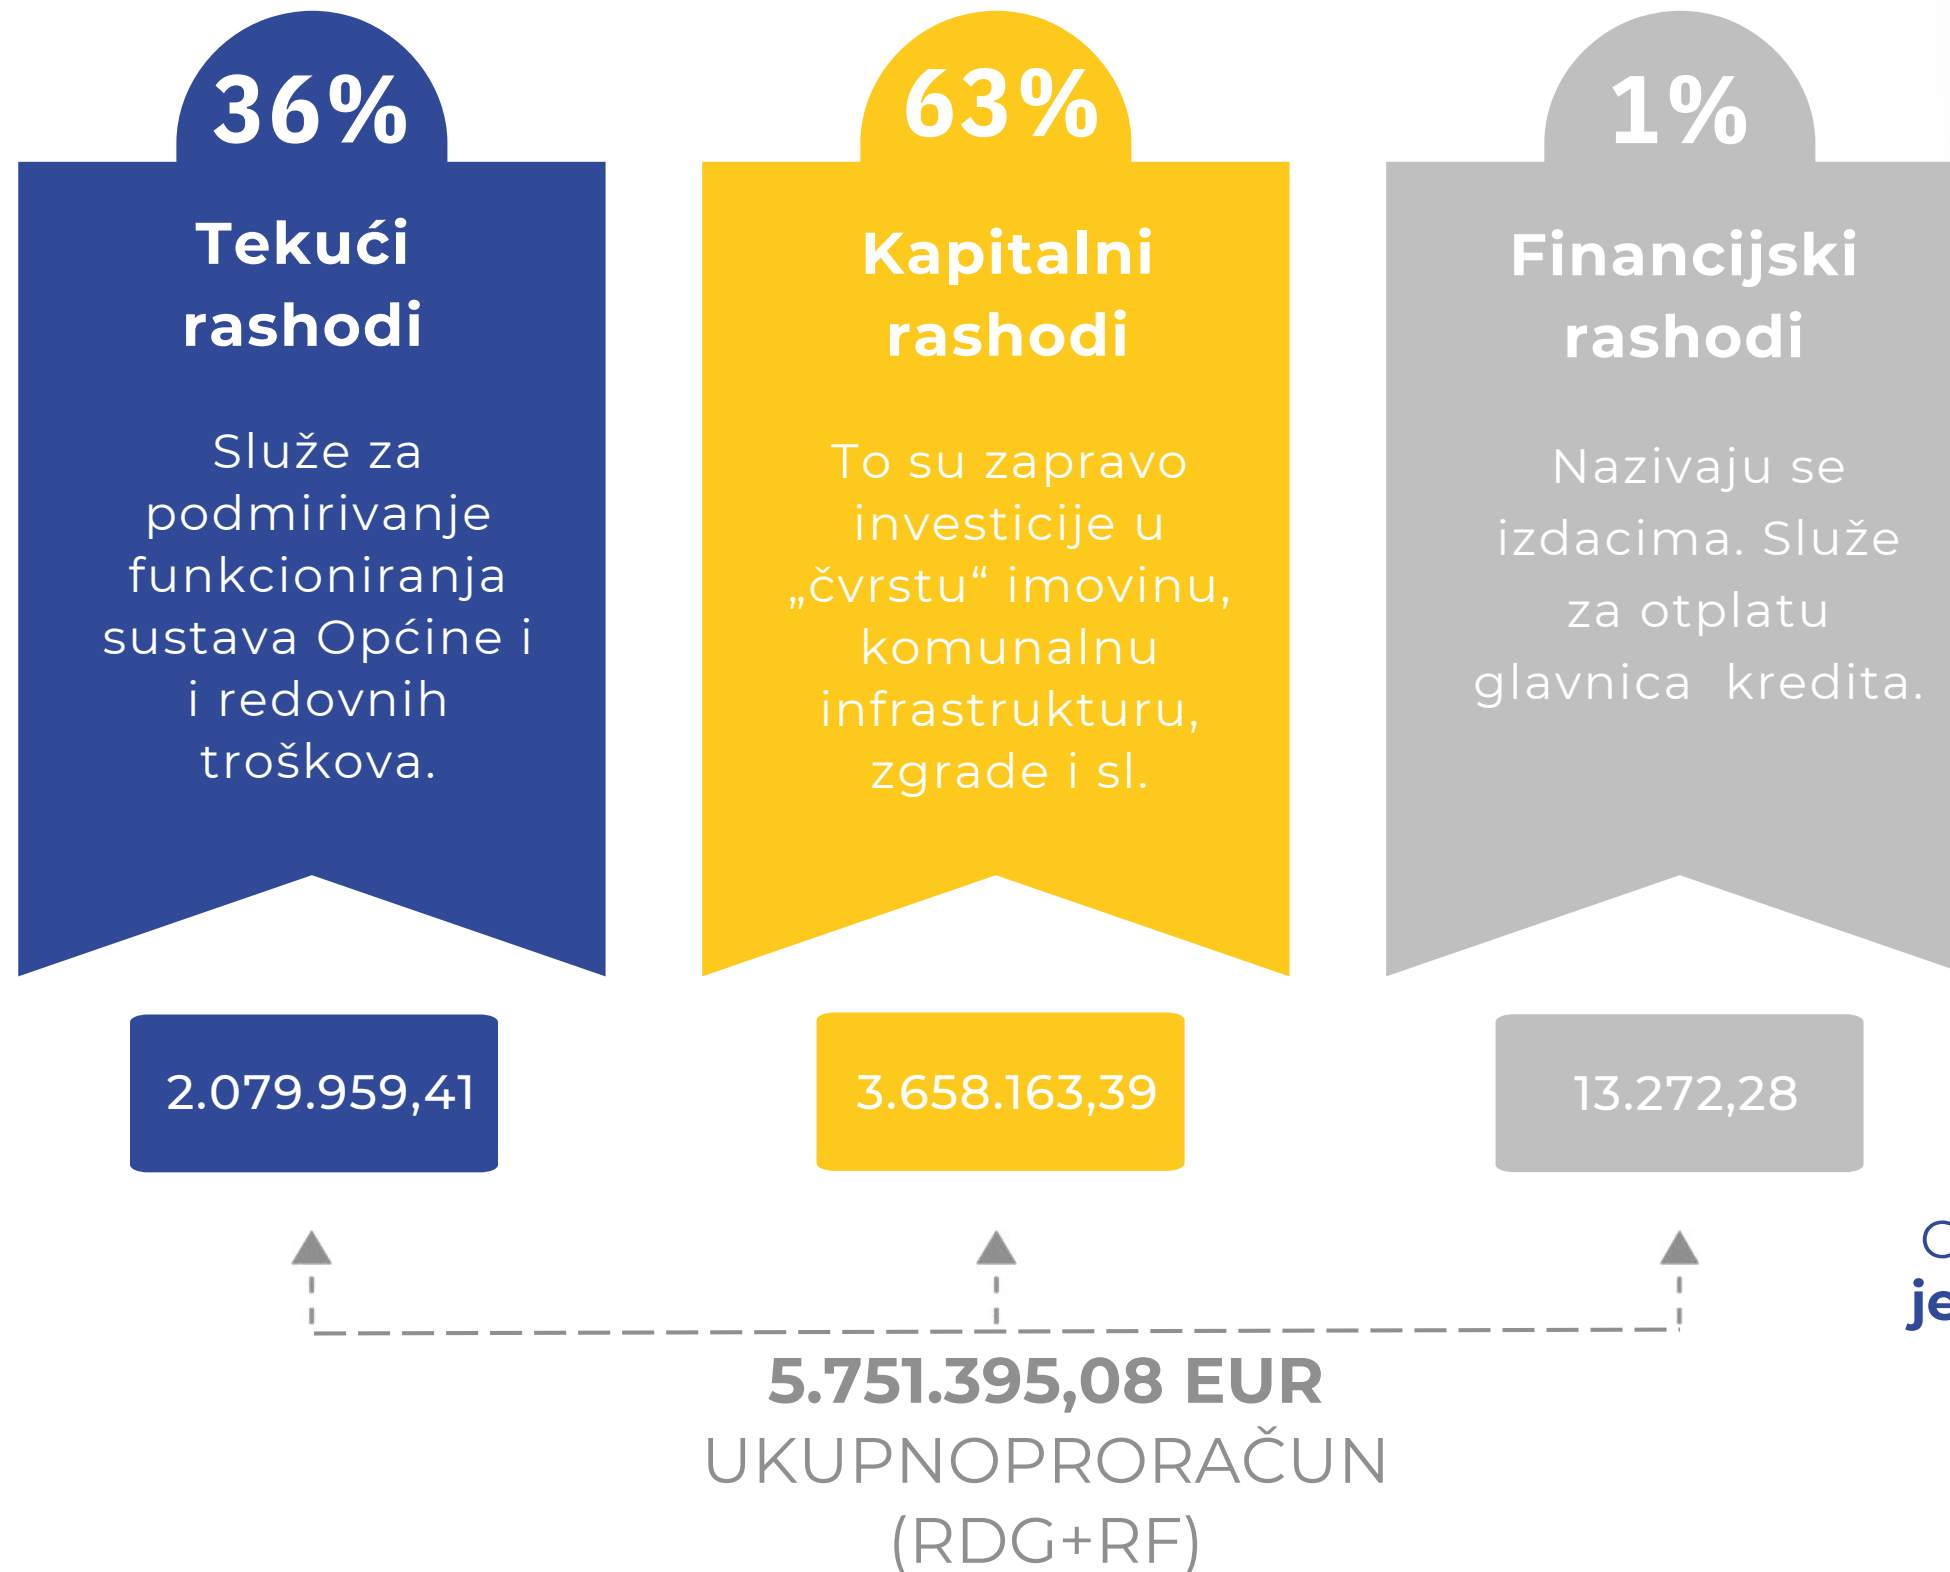 36%
Tekući
rashodi
Služe za
podmirivanje
funkcioniranja
sustava Općine i
i redovnih
troškova.
2.079.959,41
63%
Kapitalni
rashodi
To su zapravo
investicije u
„čvrstu“ imovinu,
komunalnu
infrastrukturu,
zgrade i sl.
3.658.163,39
1%
Financijski
rashodi
Nazivaju se
izdacima. Služe
za otplatu
glavnica  kredita.
13.272,28
5.751.395,08 EUR
UKUPNOPRORAČUN
(RDG+RF)
je